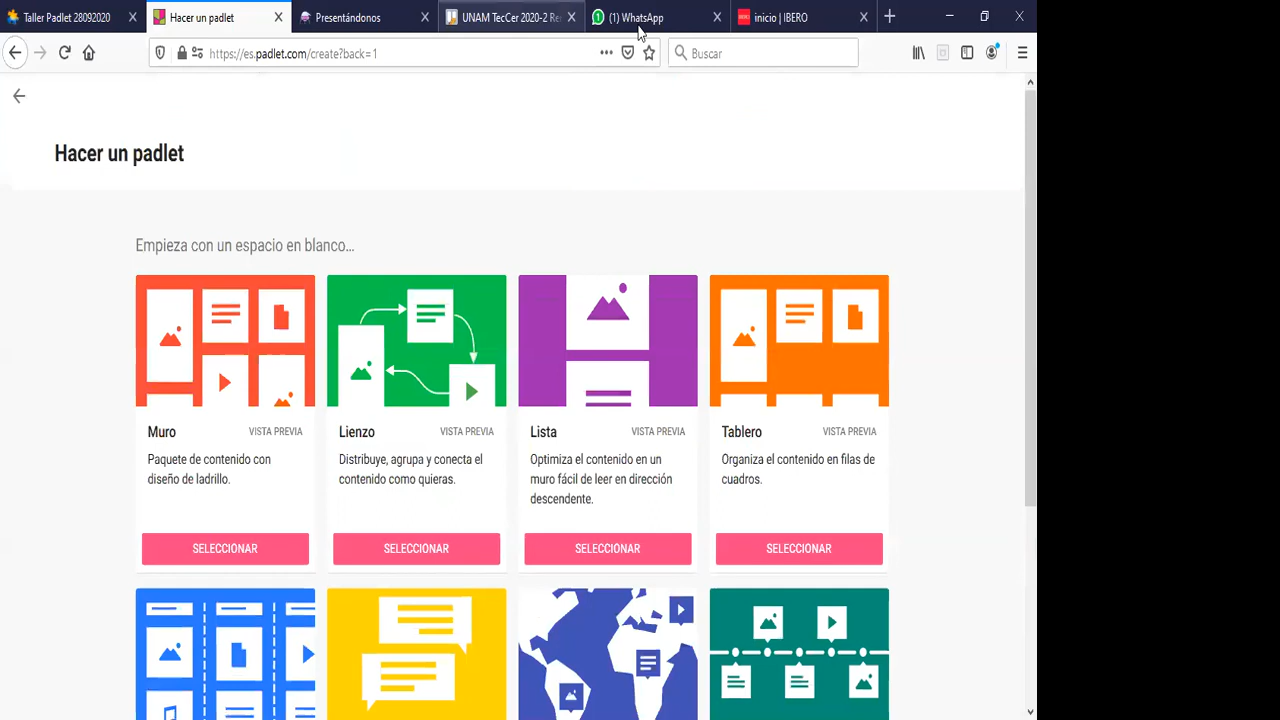 Taller Padlet 28092020
Hacer un padlet
Presentándonos
UNAM TecCer 2020-2 Re
(1) WhatsApp
inicio | IBERO
https://es.padlet.com/create?back=1
Buscar
Hacer un padlet
Empieza con un espacio en blanco...
Muro
VISTA PREVIA
Paquete de contenido con
diseño de ladrillo.
SELECCIONAR
Lienzo
VISTA PREVIA
Distribuye, agrupa y conecta el
contenido como quieras.
SELECCIONAR
Lista
VISTA PREVIA
Optimiza el contenido en un
muro fácil de leer en dirección
descendente.
SELECCIONAR
Tablero
VISTA PREVIA
Organiza el contenido en filas de
cuadros.
SELECCIONAR